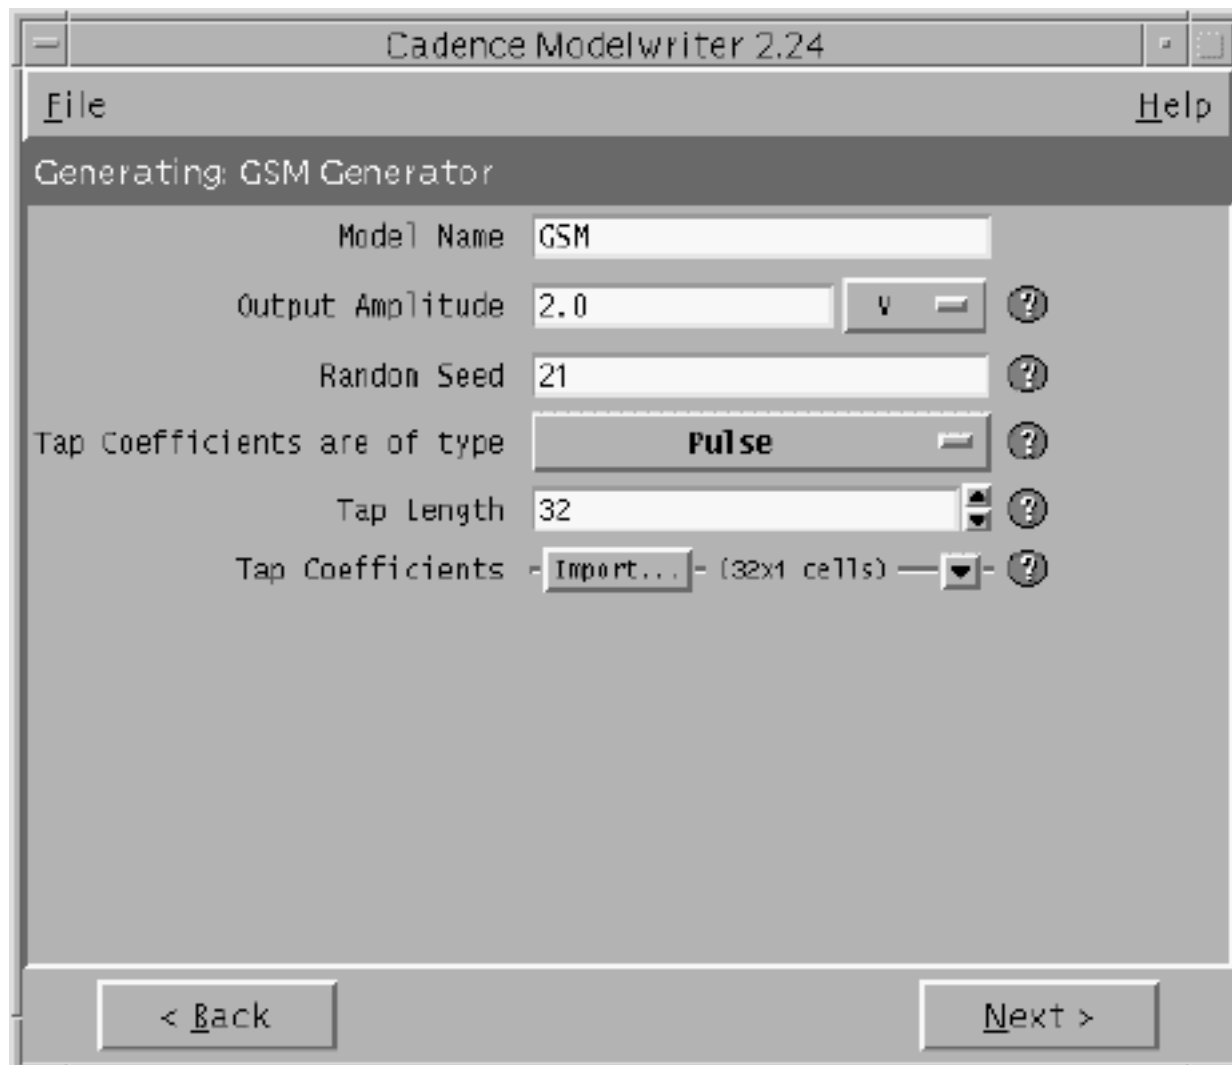 Cadence Modelwriter 2.24
File Help
Generating: GSM Generator
Model Name GSM
Output Amplitude 2.0 V ?
Random Seed 21 ?
Tap Coefficients are of type Pulse ?
Tap Length 32 ?
Tap Coefficients Import... (32x1 cells) ?
< Back Next >